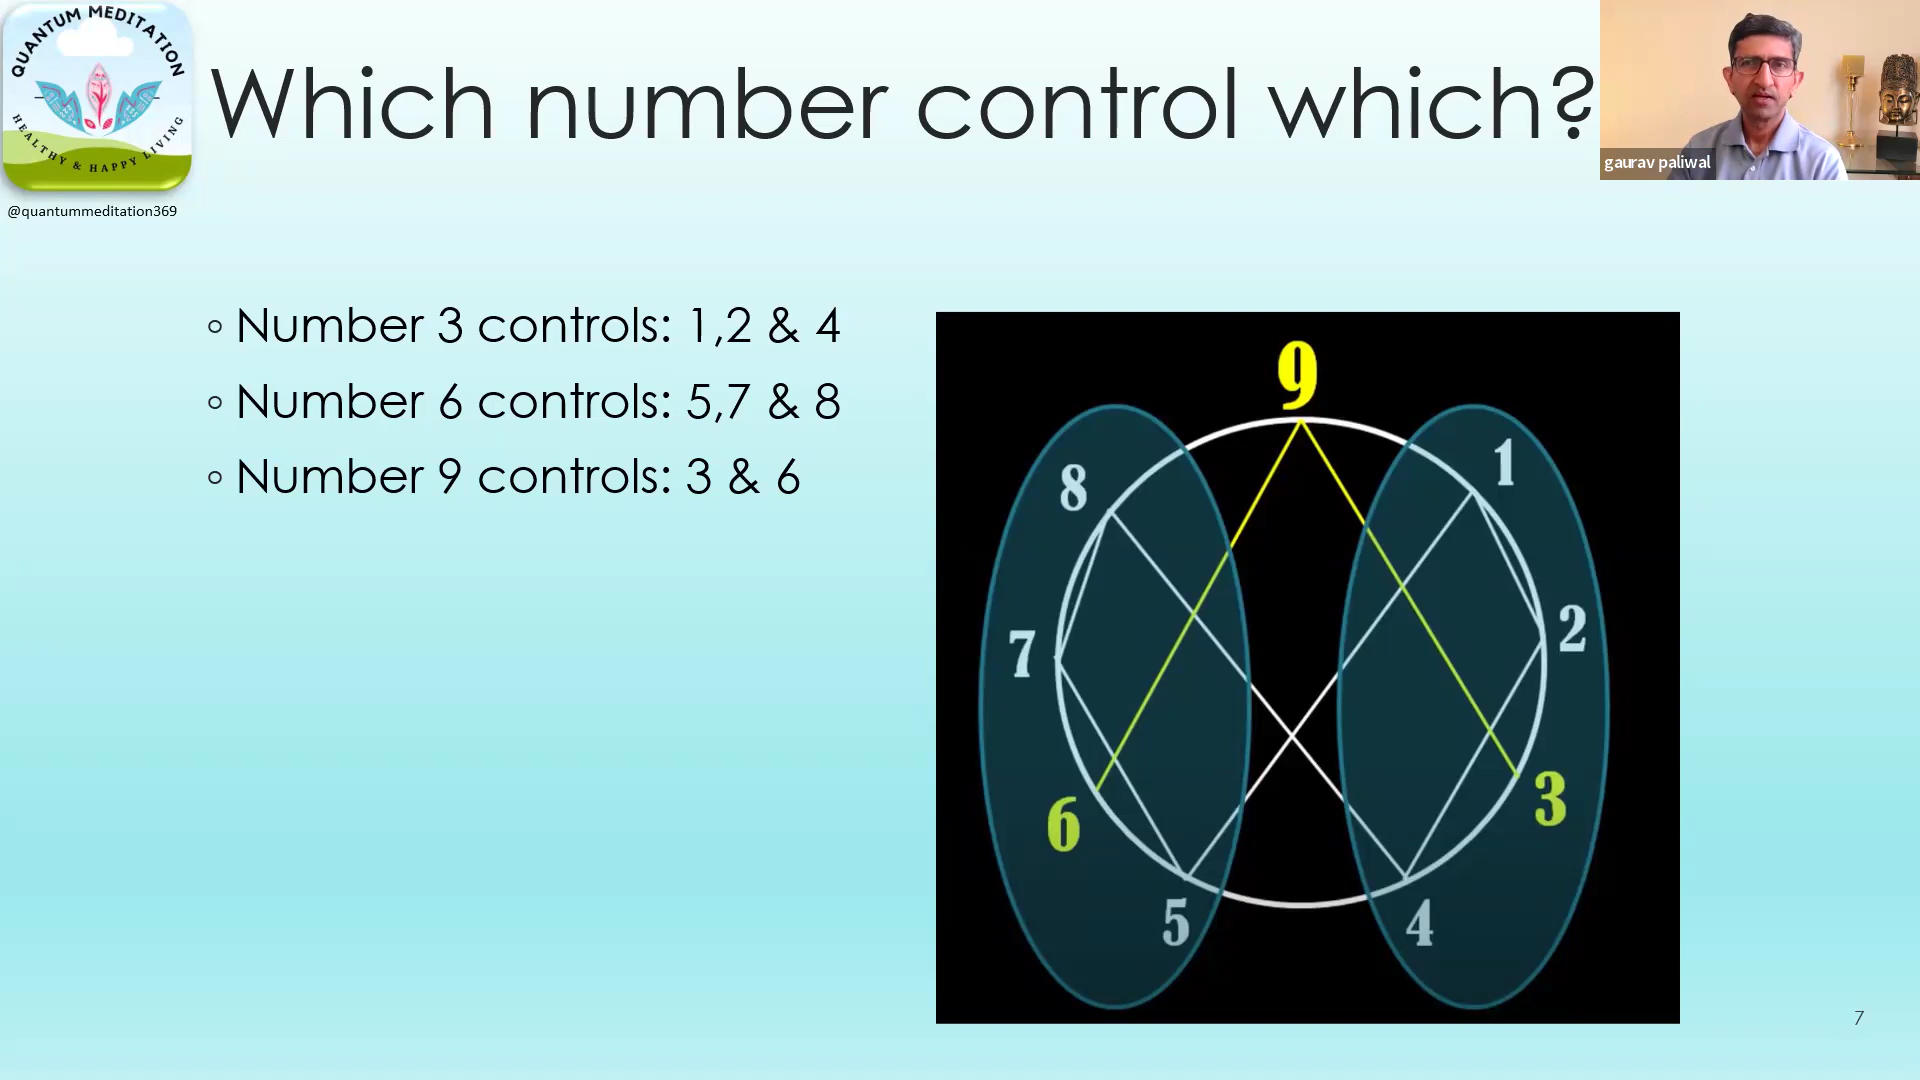 QUANTUM MEDITATION
HEALTHY & HAPPY LIVING
@quantummeditation369
Which number control which?
gaurav paliwal
◦ Number 3 controls: 1,2 & 4
◦ Number 6 controls: 5,7 & 8
◦ Number 9 controls: 3 & 6
9
8
1
7
2
6
3
5
4
7